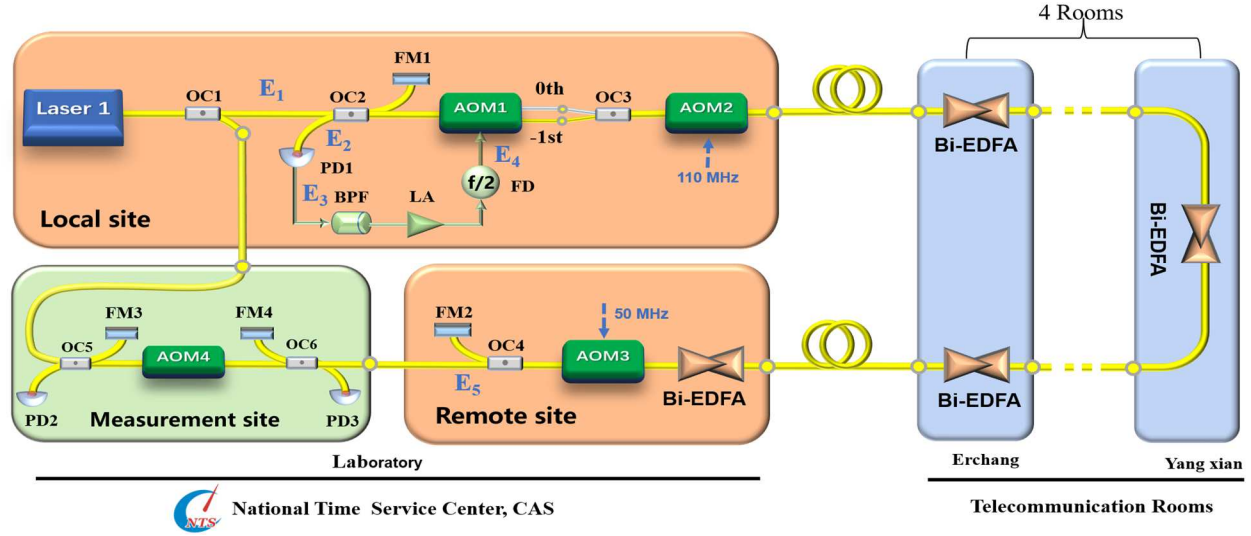 4 Rooms
FM1
OC1
E1
OC2
0th
OC3
Laser 1
AOM1
AOM2
E2
-1st
PD1
E4
Bi-EDFA
E3
BPF
LA
f/2
FD
110 MHz
Local site
Bi-EDFA
FM3
FM4
FM2
50 MHz
OC5
OC6
OC4
AOM4
AOM3
E5
Bi-EDFA
Bi-EDFA
PD2
Measurement site
PD3
Remote site
Laboratory
Erchang
Yang xian
NTS
National Time Service Center, CAS
Telecommunication Rooms